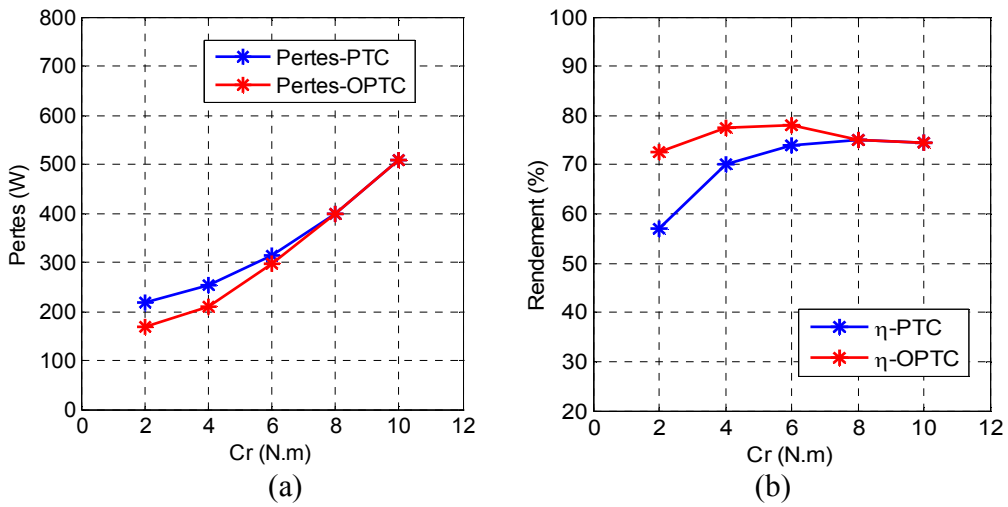 800
700
600
500
400
300
200
100
0
0 2 4 6 8 10 12
Pertes (W)
Cr (N.m)
Pertes-PTC
Pertes-OPTC
(a)
100
90
80
70
60
50
40
30
20
0 2 4 6 8 10 12
Rendement (%)
Cr (N.m)
η-PTC
η-OPTC
(b)